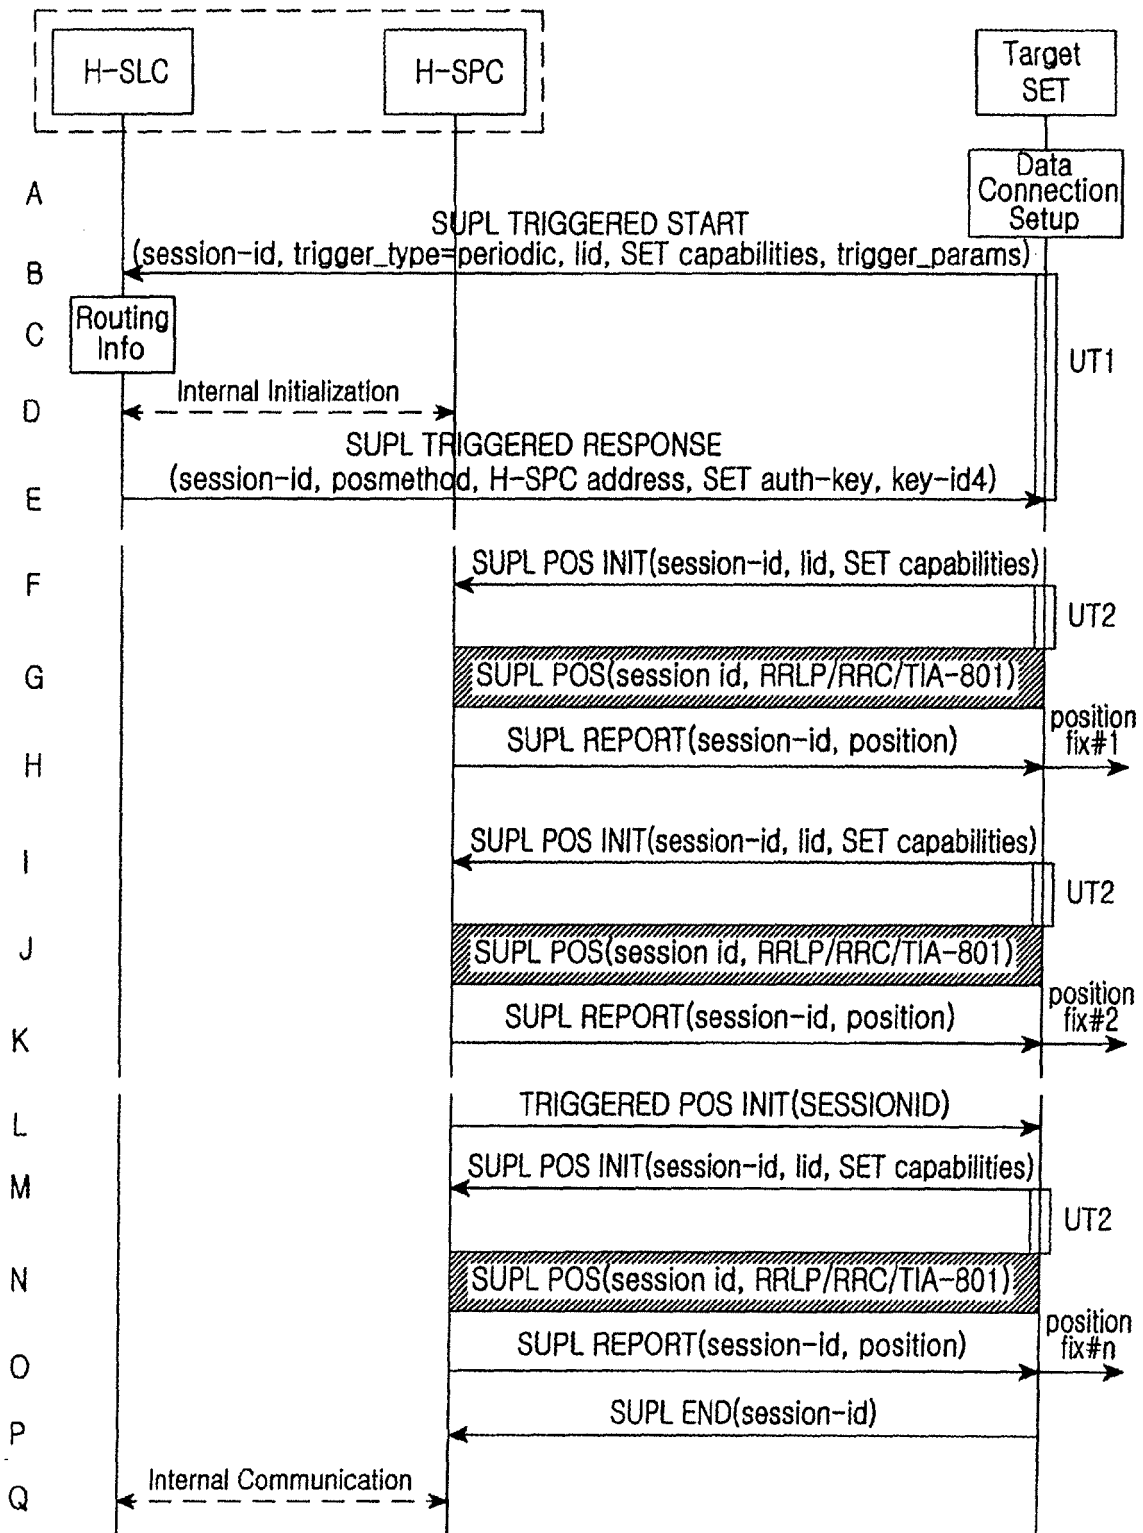 H-SLC
H-SPC
Target
SET
A
Data
Connection
Setup
SUPL TRIGGERED START
B
(session-id, trigger_type=periodic, lid, SET capabilities, trigger_params)
C
Routing
Info
UT1
D
Internal Initialization
SUPL TRIGGERED RESPONSE
E
(session-id, posmethod, H-SPC address, SET auth-key, key-id4)
F
SUPL POS INIT(session-id, lid, SET capabilities)
UT2
G
SUPL POS(session id, RRLP/RRC/TIA-801)
H
SUPL REPORT(session-id, position)
position
fix#1
I
SUPL POS INIT(session-id, lid, SET capabilities)
UT2
J
SUPL POS(session id, RRLP/RRC/TIA-801)
K
SUPL REPORT(session-id, position)
position
fix#2
L
TRIGGERED POS INIT(SESSIONID)
M
SUPL POS INIT(session-id, lid, SET capabilities)
UT2
N
SUPL POS(session id, RRLP/RRC/TIA-801)
O
SUPL REPORT(session-id, position)
position
fix#n
P
SUPL END(session-id)
Q
Internal Communication